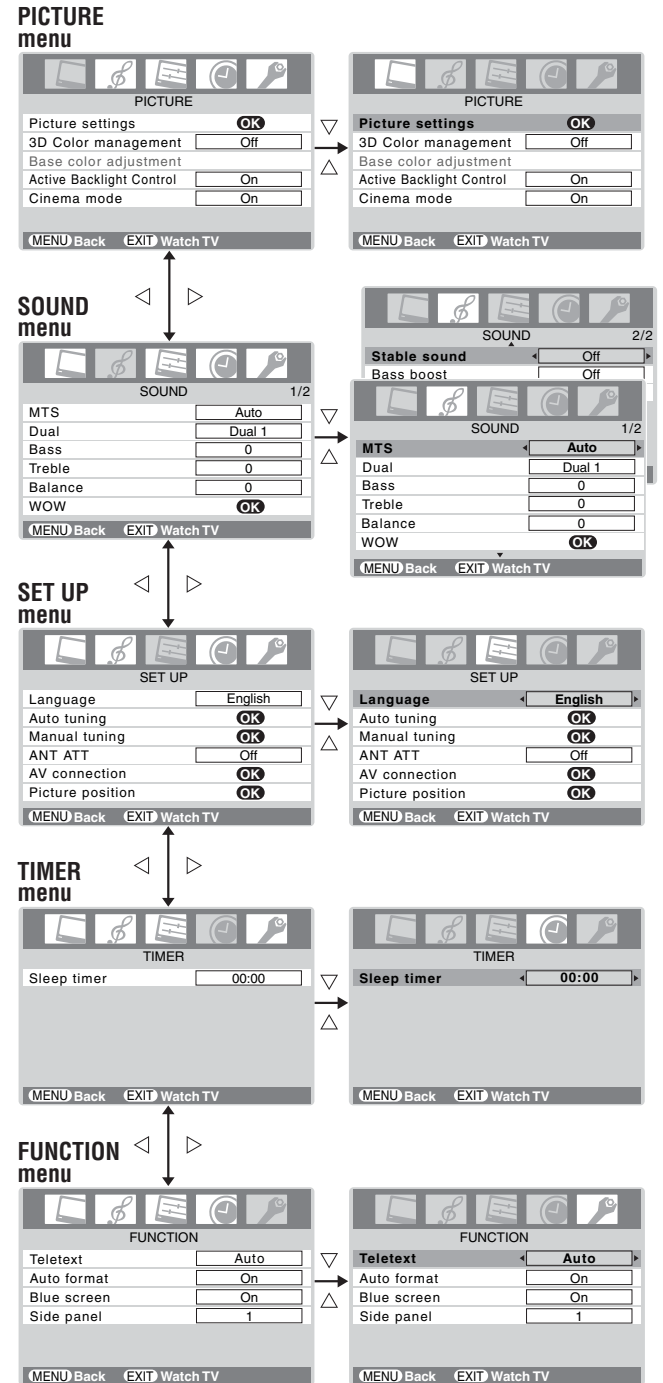 PICTURE
menu
PICTURE
Picture settings OK
3D Color management Off
Base color adjustment
Active Backlight Control On
Cinema mode On
MENU Back EXIT Watch TV
PICTURE
Picture settings OK
3D Color management Off
Base color adjustment
Active Backlight Control On
Cinema mode On
MENU Back EXIT Watch TV
SOUND
menu
SOUND 1/2
MTS Auto
Dual Dual 1
Bass 0
Treble 0
Balance 0
WOW OK
MENU Back EXIT Watch TV
SOUND 2/2
Stable sound Off
Bass boost Off
SOUND 1/2
MTS Auto
Dual Dual 1
Bass 0
Treble 0
Balance 0
WOW OK
MENU Back EXIT Watch TV
SET UP
menu
SET UP
Language English
Auto tuning OK
Manual tuning OK
ANT ATT Off
AV connection OK
Picture position OK
MENU Back EXIT Watch TV
SET UP
Language English
Auto tuning OK
Manual tuning OK
ANT ATT Off
AV connection OK
Picture position OK
MENU Back EXIT Watch TV
TIMER
menu
TIMER
Sleep timer 00:00
MENU Back EXIT Watch TV
TIMER
Sleep timer 00:00
MENU Back EXIT Watch TV
FUNCTION
menu
FUNCTION
Teletext Auto
Auto format On
Blue screen On
Side panel 1
MENU Back EXIT Watch TV
FUNCTION
Teletext Auto
Auto format On
Blue screen On
Side panel 1
MENU Back EXIT Watch TV